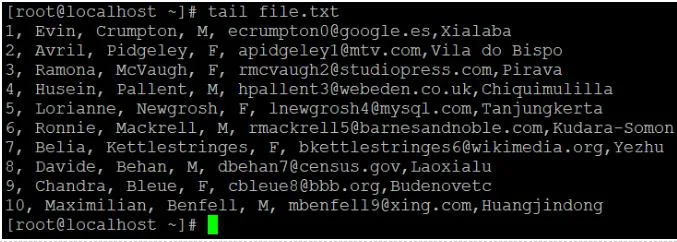 [root@localhost ~]# tail file.txt
1, Evin, Crumpton, M, ecrumpton0@google.es,Xialaba
2, Avril, Pidgeley, F, apidgeley1@mtv.com,Vila do Bispo
3, Ramona, McVaugh, F, rmcvaugh2@studiopress.com,Pirava
4, Husein, Pallent, M, hpallent3@webeden.co.uk,Chiquimulilla
5, Lorianne, Newgrosh, F, lnewgrosh4@mysql.com,Tanjungkerta
6, Ronnie, Mackrell, M, rmackrell5@barnesandnoble.com,Kudara-Somon
7, Belia, Kettlestringes, F, bkettlestringes6@wikimedia.org,Yezhu
8, Davide, Behan, M, dbehan7@census.gov,Laoxialu
9, Chandra, Bleue, F, cbleue8@bbb.org,Budenovetc
10, Maximilian, Benfell, M, mbenfell9@xing.com,Huangjindong
[root@localhost ~]#